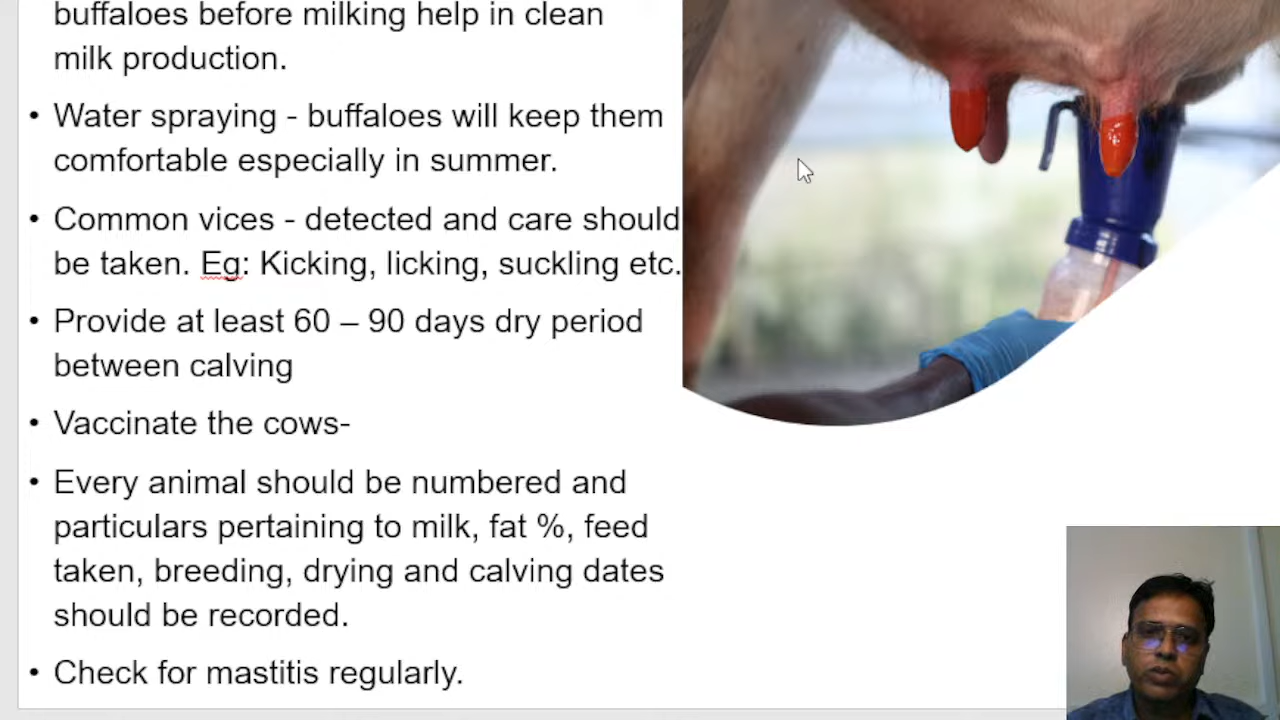 buffaloes before milking help in clean
milk production.
• Water spraying - buffaloes will keep them
comfortable especially in summer.
• Common vices - detected and care should
be taken. Eg: Kicking, licking, suckling etc.
• Provide at least 60 – 90 days dry period
between calving
• Vaccinate the cows-
• Every animal should be numbered and
particulars pertaining to milk, fat %, feed
taken, breeding, drying and calving dates
should be recorded.
• Check for mastitis regularly.